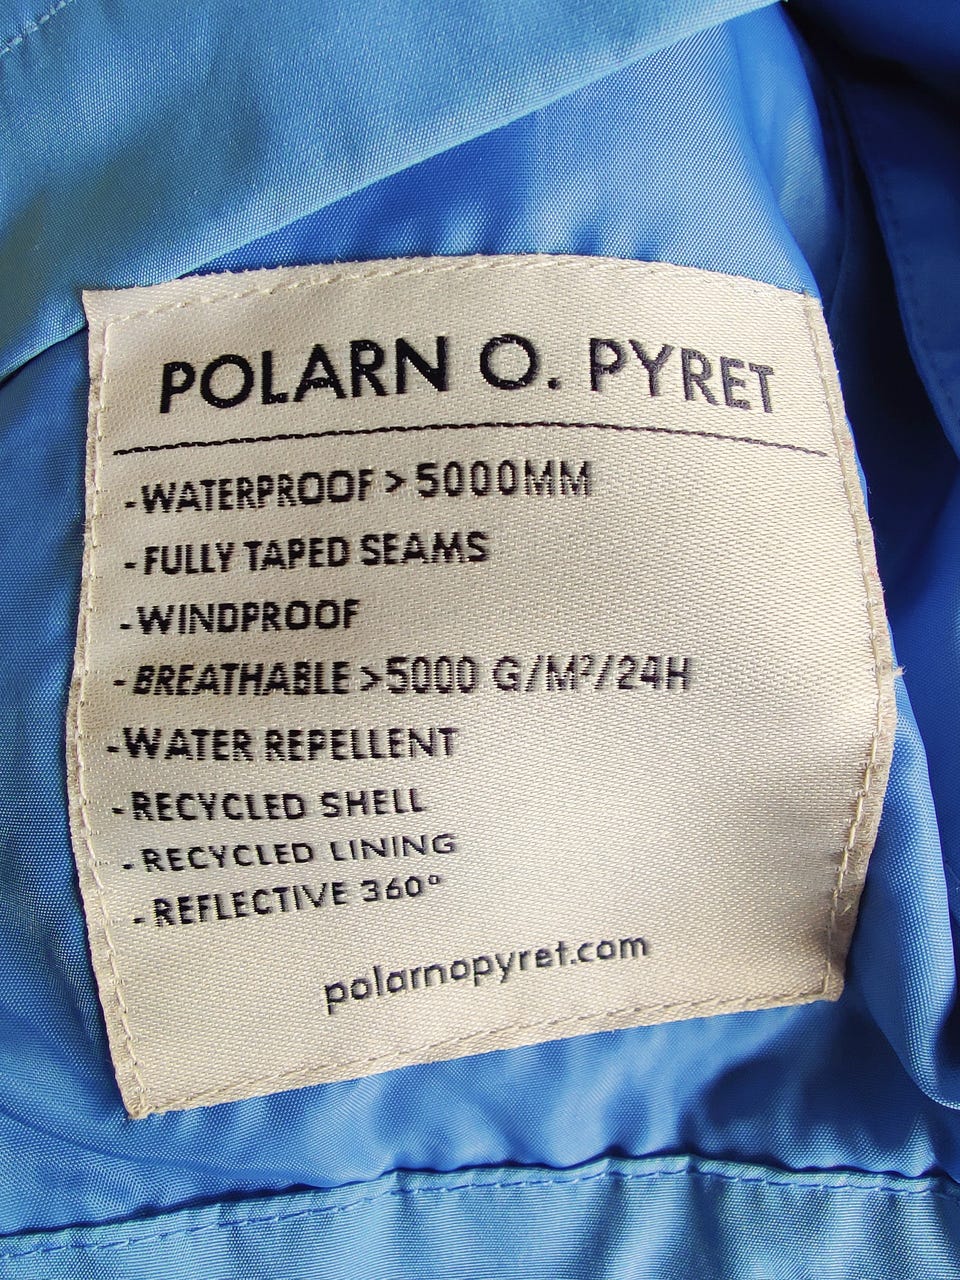 POLARN O. PYRET
-WATERPROOF > 5000MM
-FULLY TAPED SEAMS
-WINDPROOF
-BREATHABLE >5000 G/M²/24H
-WATER REPELLENT
-RECYCLED SHELL
-RECYCLED LINING
-REFLECTIVE 360°
polarnopyret.com